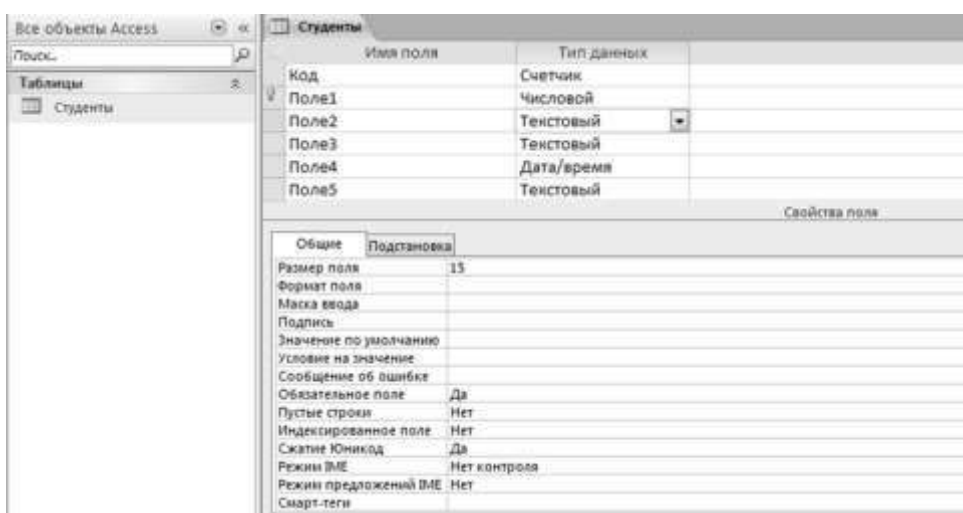 Все объекты Access
Студенты
Поиск...
Таблицы
Студенты
Имя поля Тип данных
Код Счетчик
Поле1 Числовой
Поле2 Текстовый
Поле3 Текстовый
Поле4 Дата/время
Поле5 Текстовый
Свойства поля
Общие Подстановка
Размер поля 15
Формат поля
Маска ввода
Подпись
Значение по умолчанию
Условие на значение
Сообщение об ошибке
Обязательное поле Да
Пустые строки Нет
Индексированное поле Нет
Сжатие Юникод Да
Режим IME Нет контроля
Режим предложений IME Нет
Смарт-теги